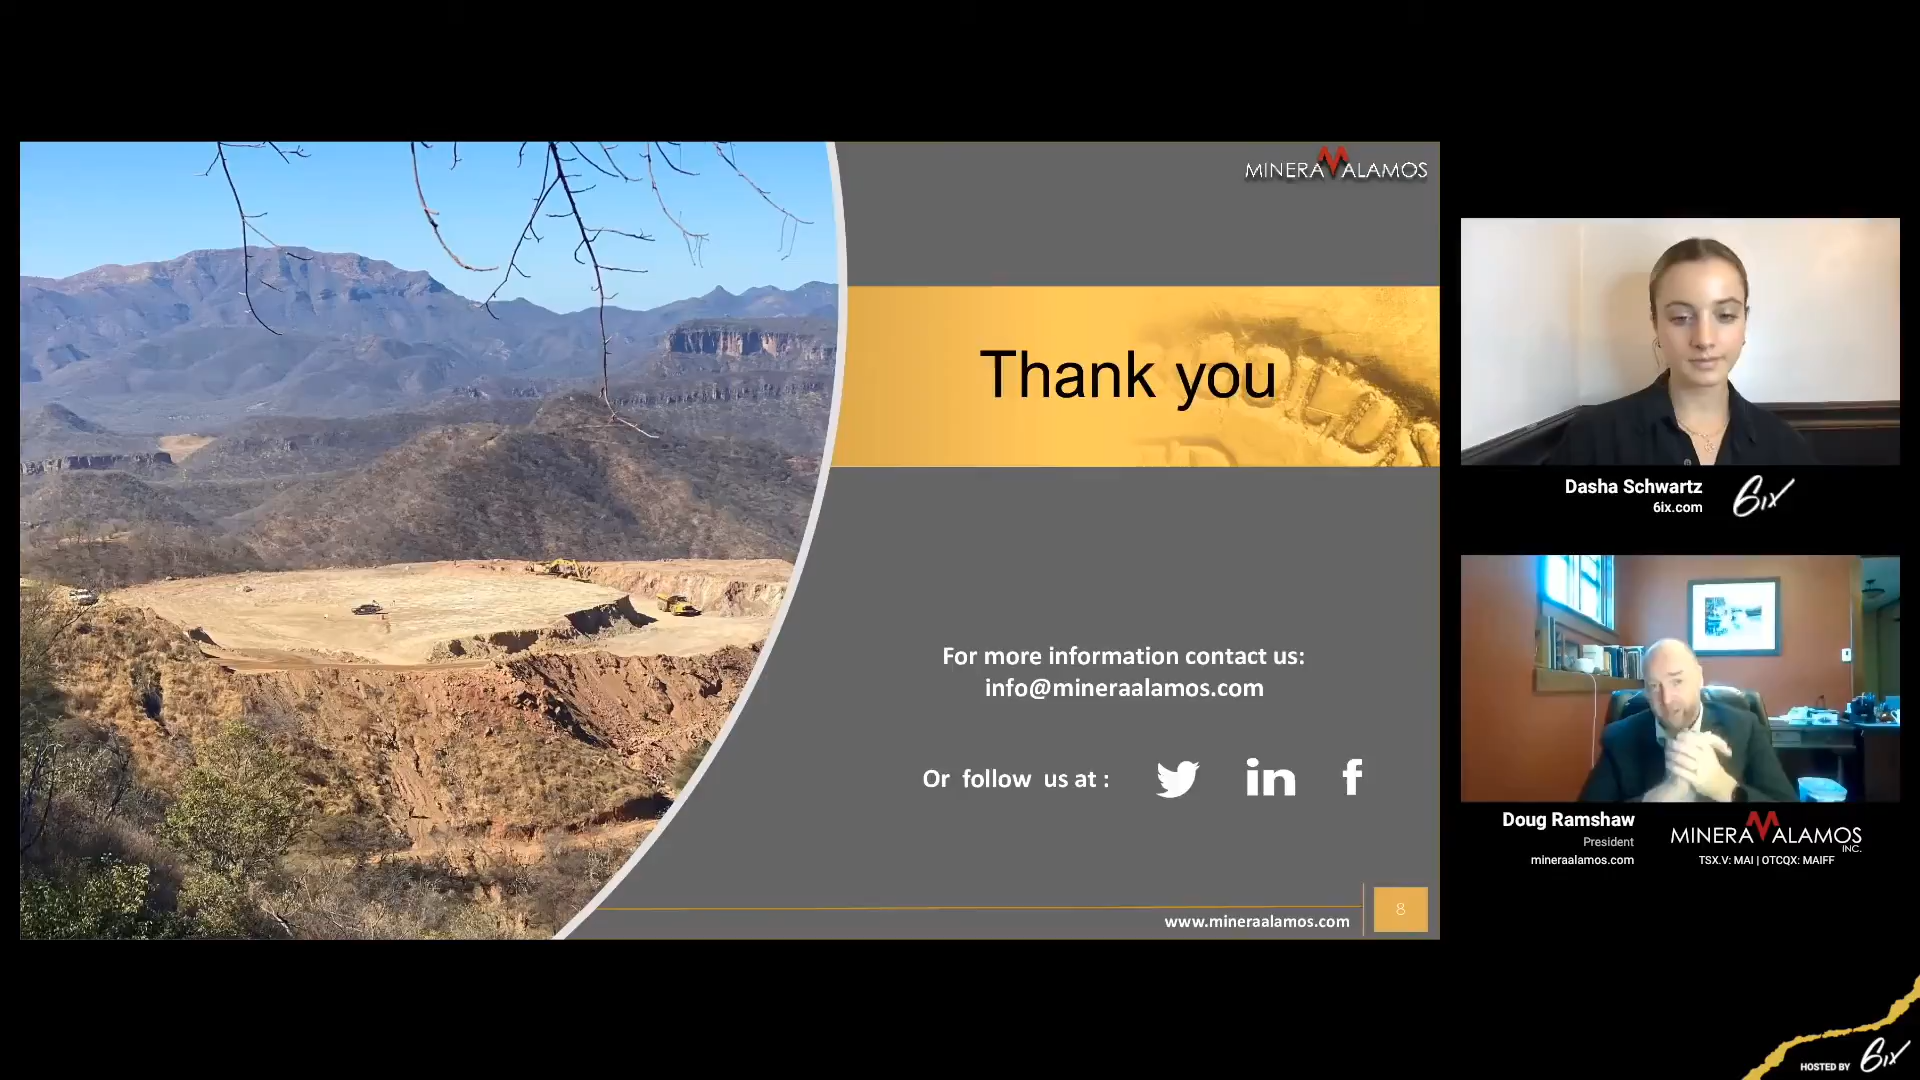 MINERA ALAMOS
Thank you
For more information contact us:
info@mineraalamos.com
Or follow us at :
www.mineraalamos.com
8
Dasha Schwartz
6ix.com
6ix
Doug Ramshaw
President
mineraalamos.com
MINERA ALAMOS
INC.
TSX.V: MAI | OTCQX: MAIFF
HOSTED BY 6ix